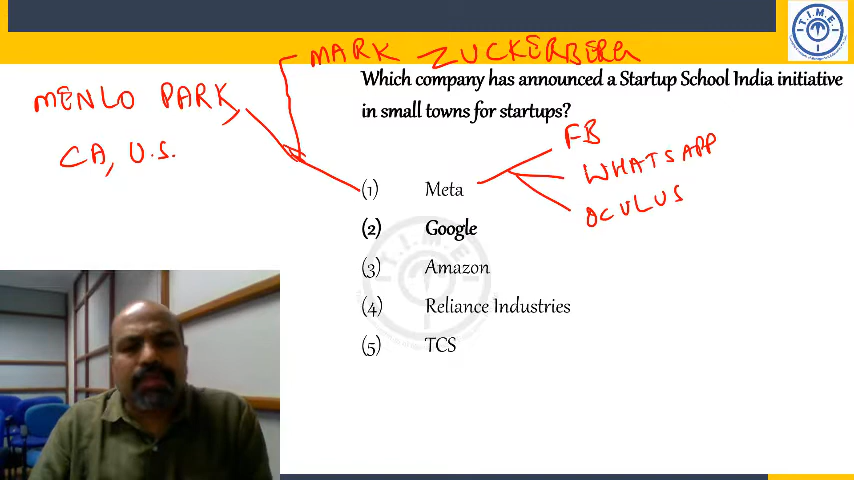 T.I.M.E.
MARK ZUCKERBERG
Which company has announced a Startup School India initiative
in small towns for startups?
MENLO PARK,
CA, U.S.
FB
WHATSAPP
OCULUS
(1) Meta
(2) Google
(3) Amazon
(4) Reliance Industries
(5) TCS
T.I.M.E.